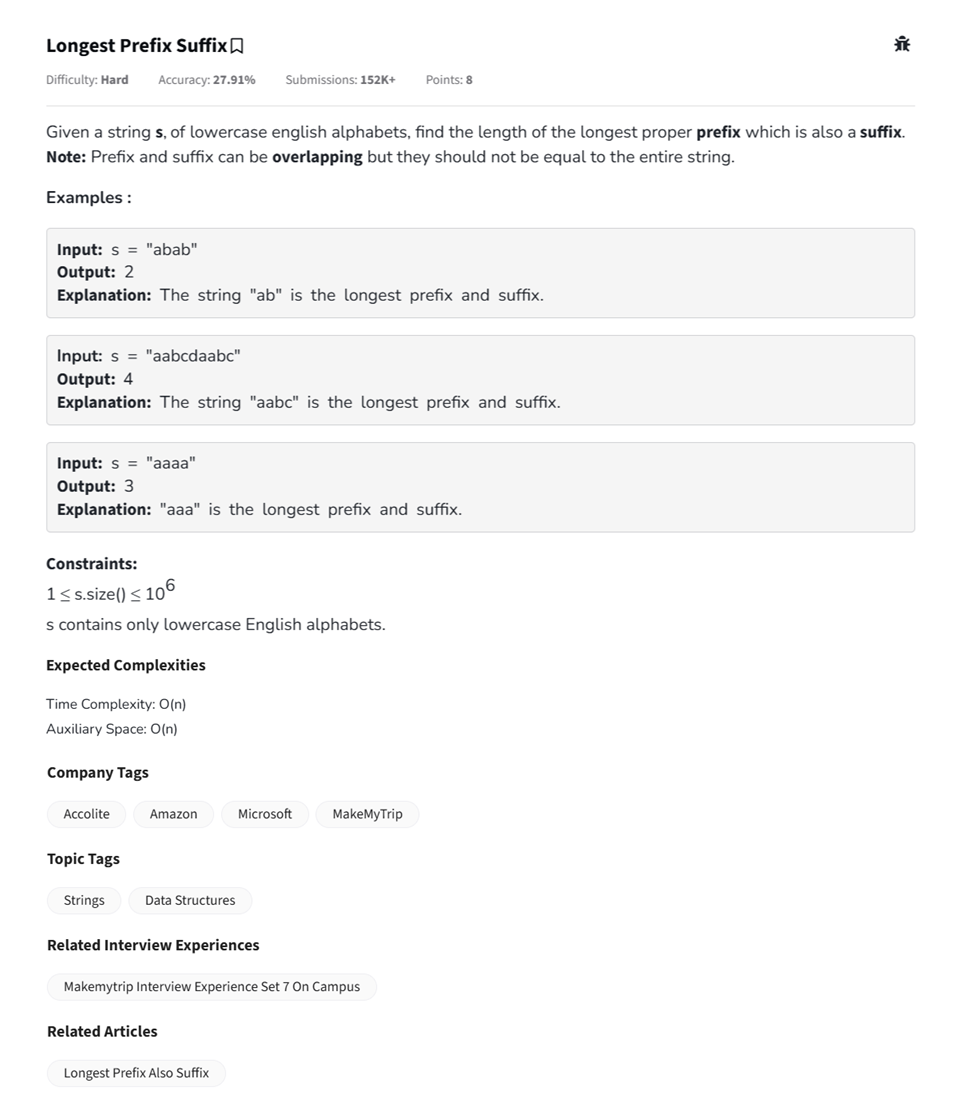 Longest Prefix Suffix
Difficulty: Hard Accuracy: 27.91% Submissions: 152K+ Points: 8
Given a string s, of lowercase english alphabets, find the length of the longest proper prefix which is also a suffix.
Note: Prefix and suffix can be overlapping but they should not be equal to the entire string.
Examples :
Input: s = "abab"
Output: 2
Explanation: The string "ab" is the longest prefix and suffix.
Input: s = "aabcdaabc"
Output: 4
Explanation: The string "aabc" is the longest prefix and suffix.
Input: s = "aaaa"
Output: 3
Explanation: "aaa" is the longest prefix and suffix.
Constraints:
1 ≤ s.size() ≤ 10⁶
s contains only lowercase English alphabets.
Expected Complexities
Time Complexity: O(n)
Auxiliary Space: O(n)
Company Tags
Accolite Amazon Microsoft MakeMyTrip
Topic Tags
Strings Data Structures
Related Interview Experiences
Makemytrip Interview Experience Set 7 On Campus
Related Articles
Longest Prefix Also Suffix